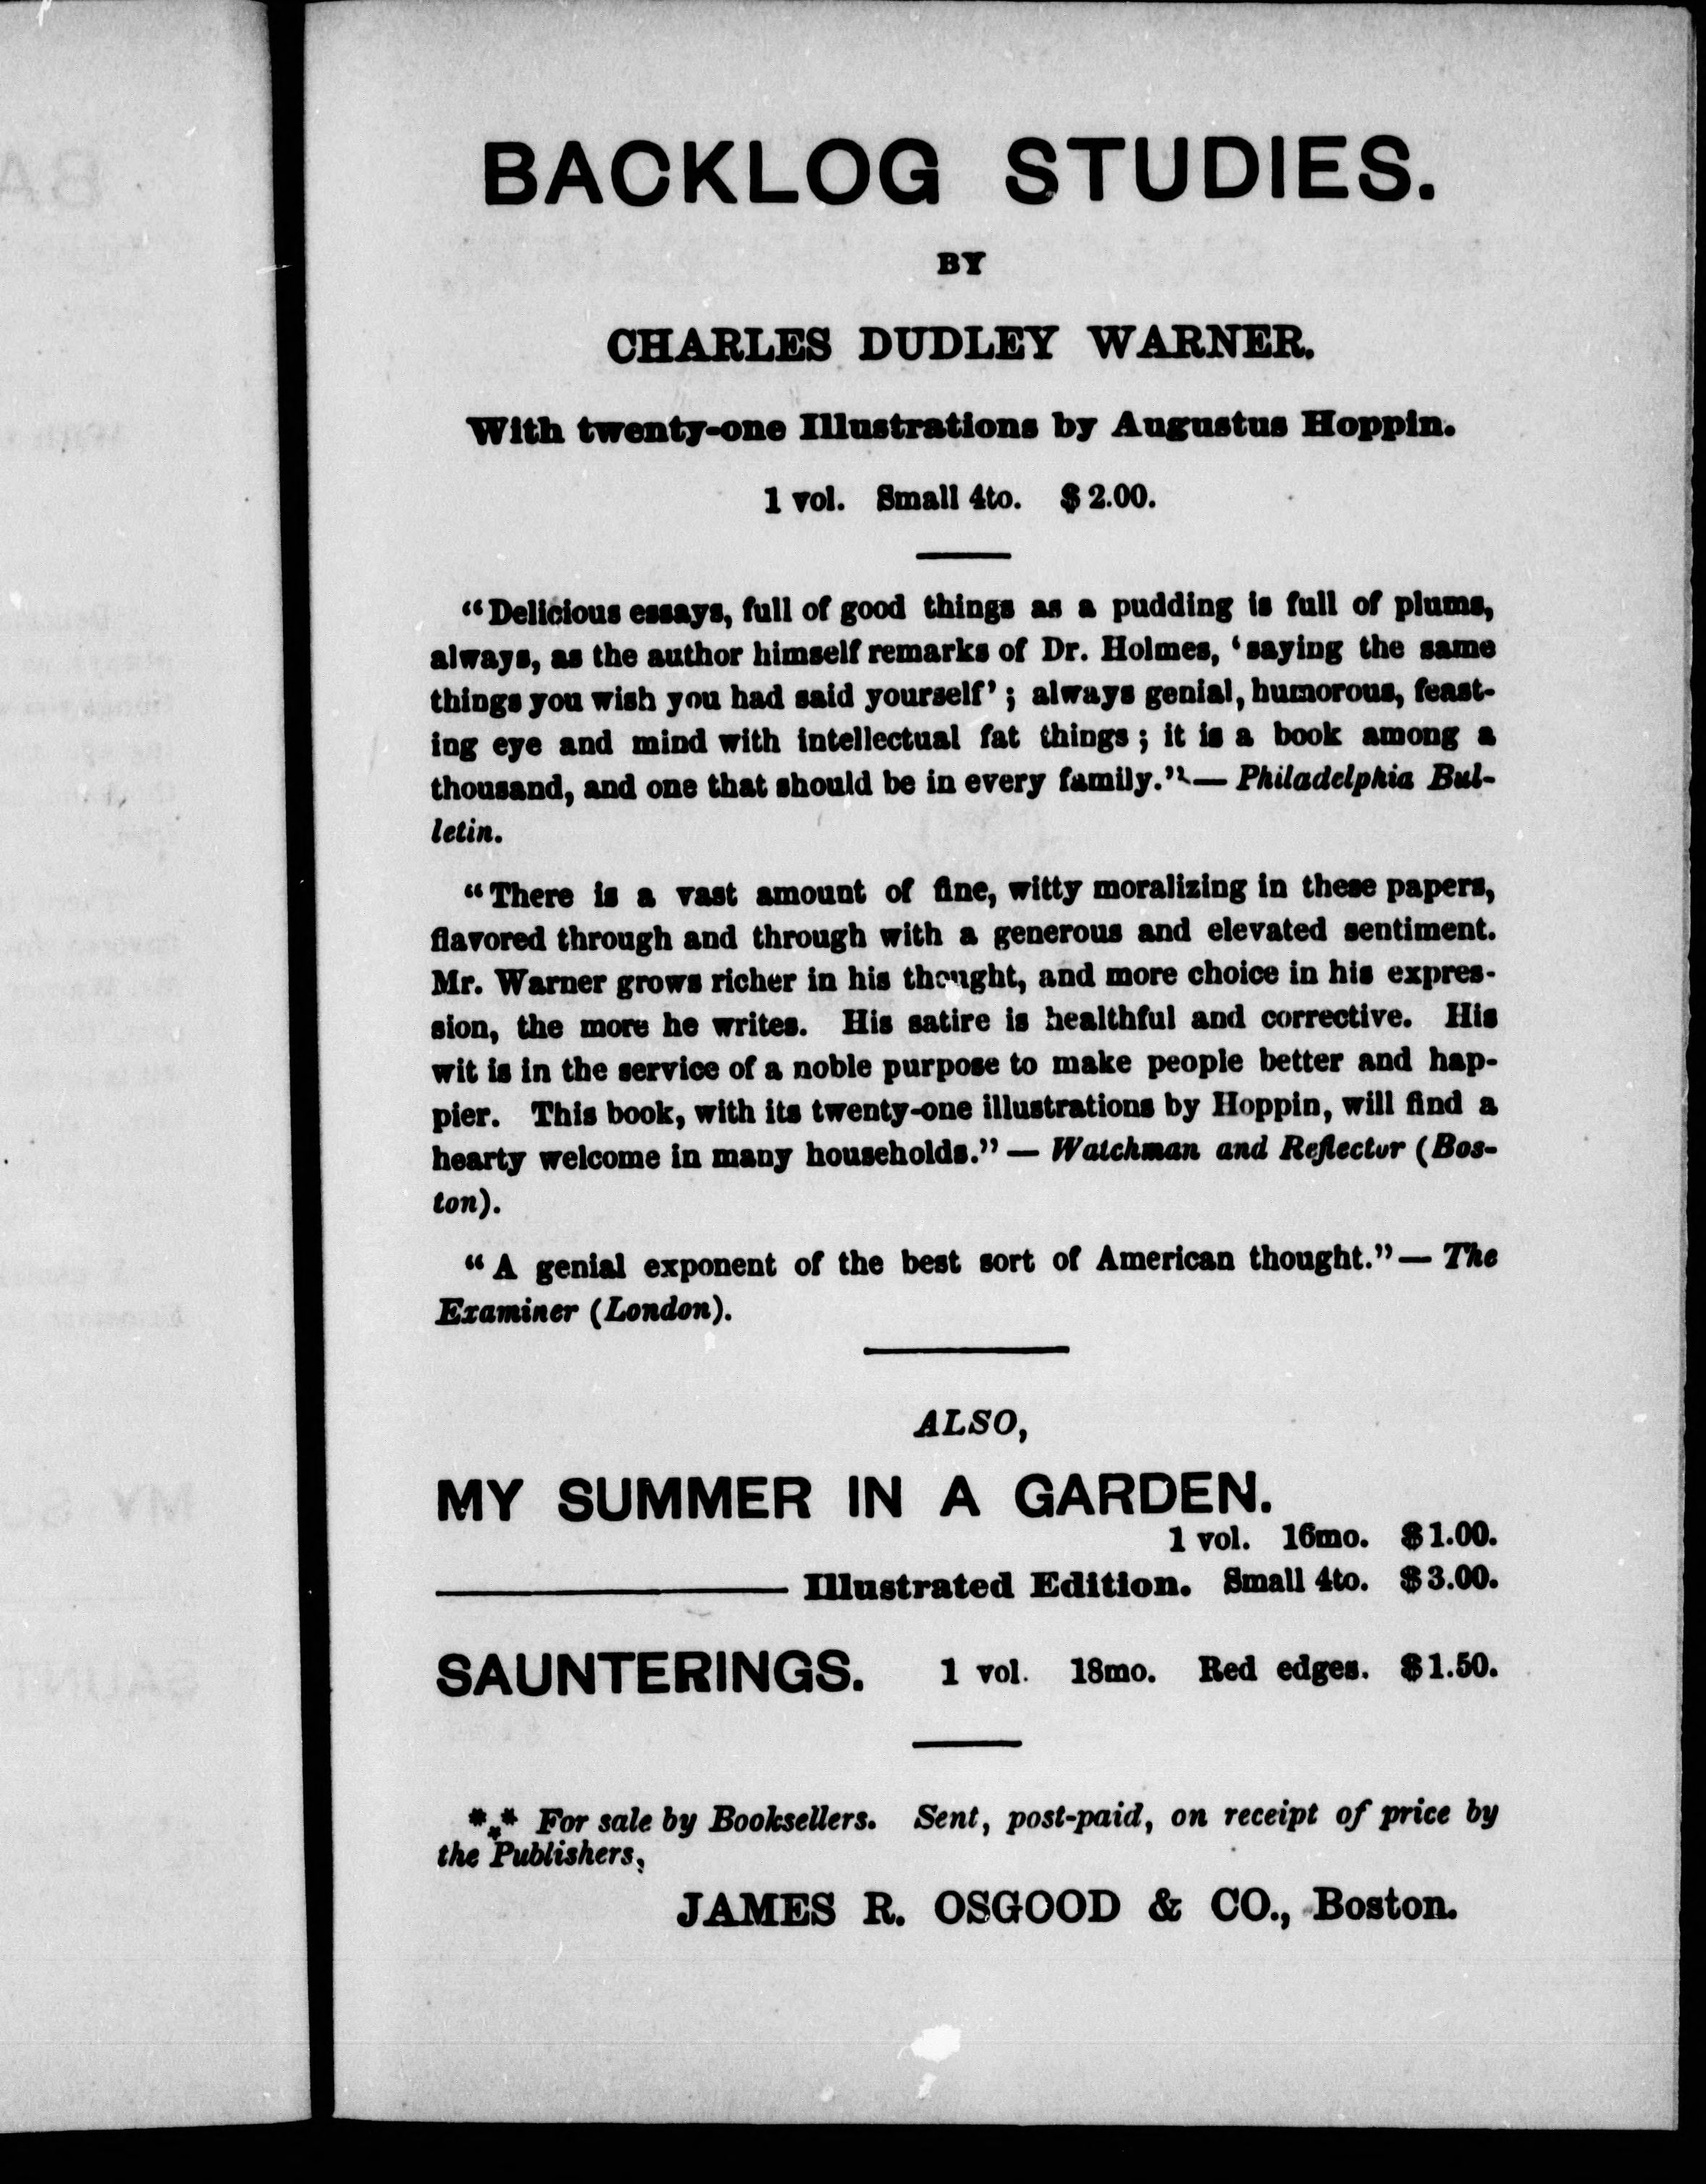 BACKLOG STUDIES.
BY
CHARLES DUDLEY WARNER.
With twenty-one Illustrations by Augustus Hoppin.
1 vol. Small 4to. $2.00.
“Delicious essays, full of good things as a pudding is full of plums,
always, as the author himself remarks of Dr. Holmes, ‘saying the same
things you wish you had said yourself’; always genial, humorous, feast-
ing eye and mind with intellectual fat things; it is a book among a
thousand, and one that should be in every family.” — Philadelphia Bul-
letin.
“There is a vast amount of fine, witty moralizing in these papers,
flavored through and through with a generous and elevated sentiment.
Mr. Warner grows richer in his thought, and more choice in his expres-
sion, the more he writes. His satire is healthful and corrective. His
wit is in the service of a noble purpose to make people better and hap-
pier. This book, with its twenty-one illustrations by Hoppin, will find a
hearty welcome in many households.” — Watchman and Reflector (Bos-
ton).
“A genial exponent of the best sort of American thought.” — The
Examiner (London).
ALSO,
MY SUMMER IN A GARDEN.
1 vol. 16mo. $1.00.
Illustrated Edition. Small 4to. $3.00.
SAUNTERINGS. 1 vol. 18mo. Red edges. $1.50.
*** For sale by Booksellers. Sent, post-paid, on receipt of price by
the Publishers,
JAMES R. OSGOOD & CO., Boston.